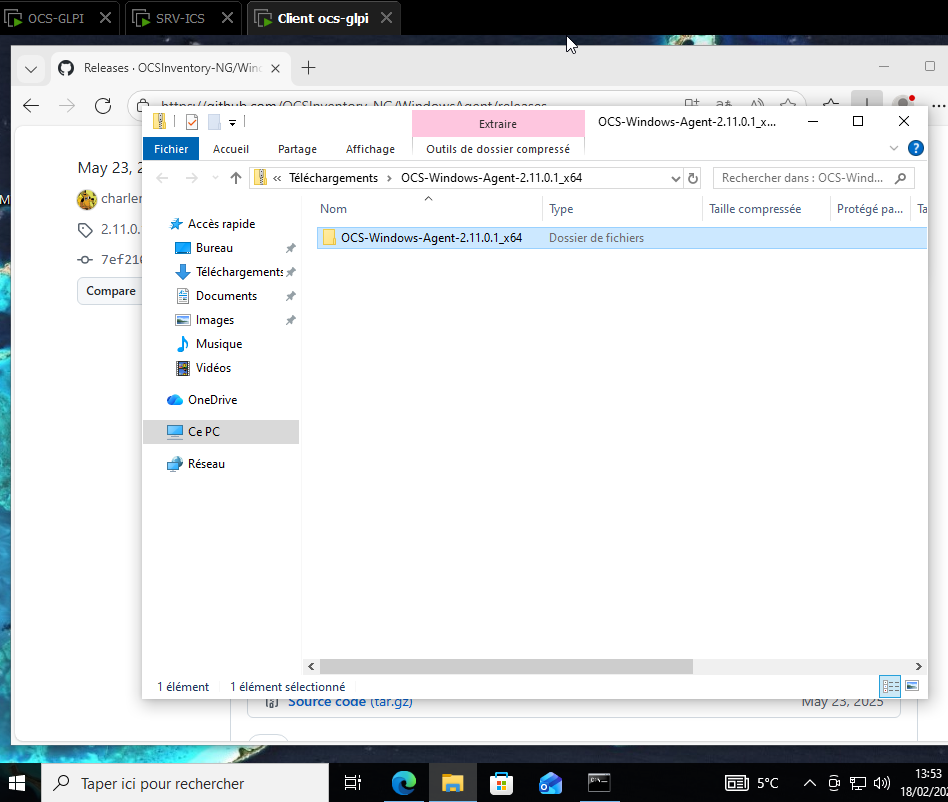 OCS-GLPI
SRV-ICS
Client ocs-glpi
Releases · OCSInventory-NG/Win
https://github.com/OCSInventory-NG/WindowsAgent/releases
Extraire
OCS-Windows-Agent-2.11.0.1_x...
Fichier
Accueil
Partage
Affichage
Outils de dossier compressé
May 23, 2
charle
2.11.0.
7ef210
Compare
« Téléchargements > OCS-Windows-Agent-2.11.0.1_x64
Rechercher dans : OCS-Wind...
Nom
Type
Taille compressée
Protégé pa...
Ta
OCS-Windows-Agent-2.11.0.1_x64
Dossier de fichiers
Accès rapide
Bureau
Téléchargements
Documents
Images
Musique
Vidéos
OneDrive
Ce PC
Réseau
M
1 élément
1 élément sélectionné
Source code (tar.gz)
May 23, 2025
Taper ici pour rechercher
5°C
13:53
18/02/20